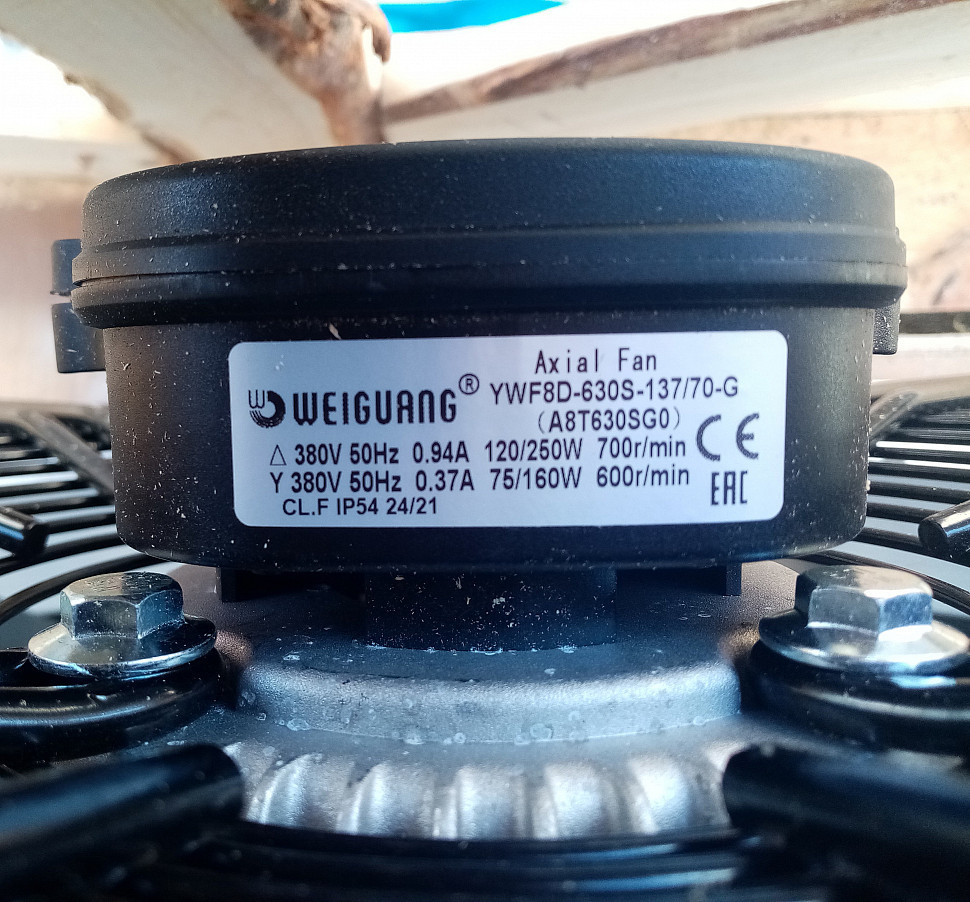 Axial Fan
WEIGUANG® YWF8D-630S-137/70-G
(A8T630SG0)
△ 380V 50Hz 0.94A 120/250W 700r/min
Y 380V 50Hz 0.37A 75/160W 600r/min
CL.F IP54 24/21
CE
EAC